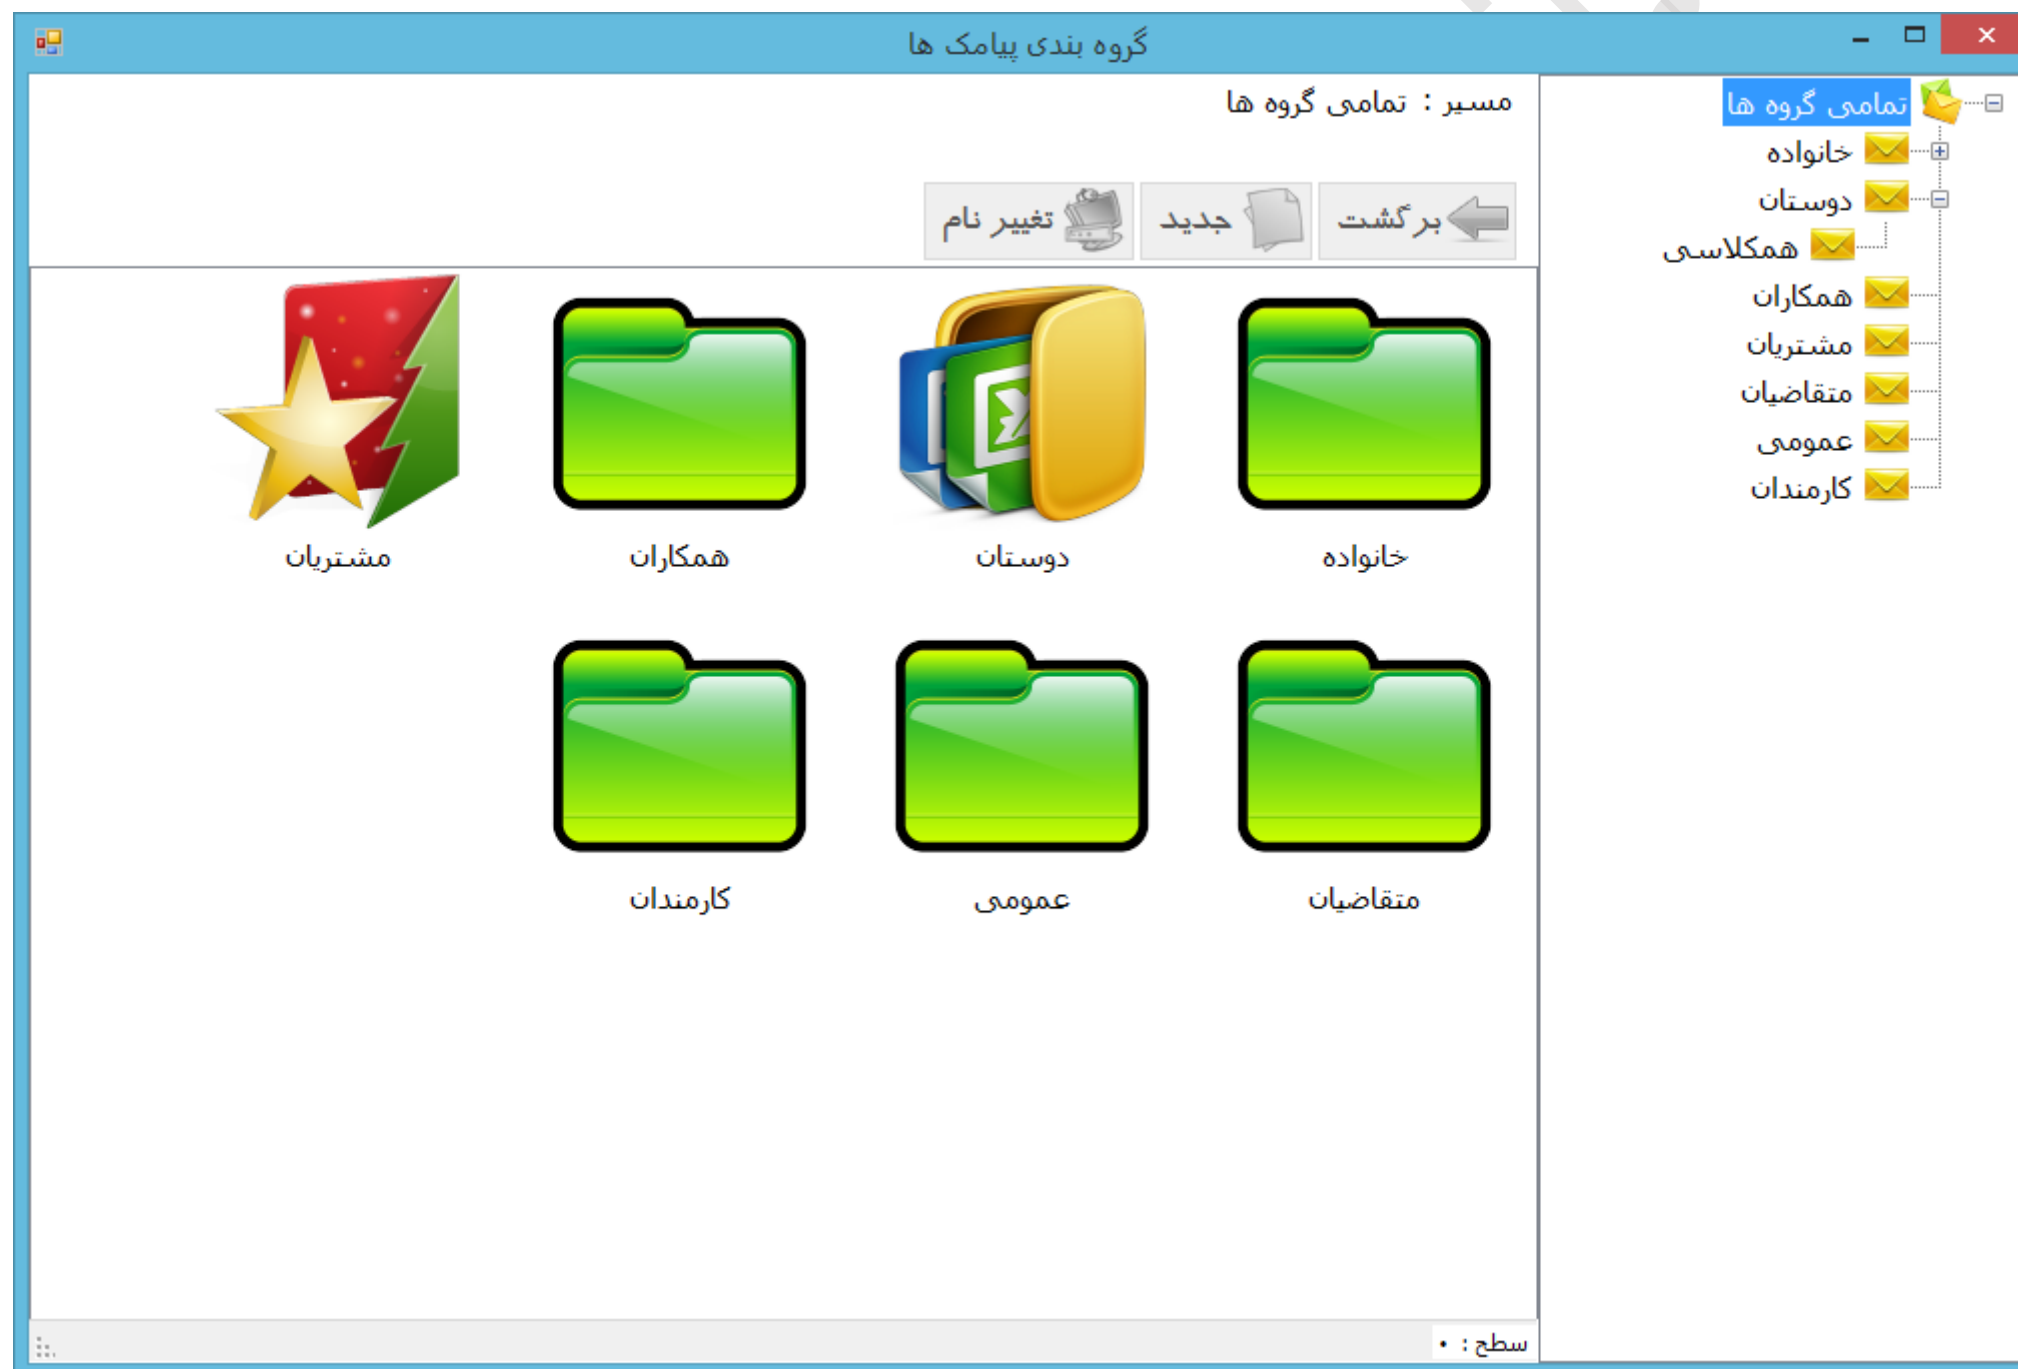 گروه بندی پیامک ها
تمامی گروه ها
خانواده
دوستان
همکلاسی
همکاران
مشتریان
متقاضیان
عمومی
کارمندان
مسیر : تمامی گروه ها
برگشت
جدید
تغییر نام
خانواده
دوستان
همکاران
مشتریان
متقاضیان
عمومی
کارمندان
سطح : ۰